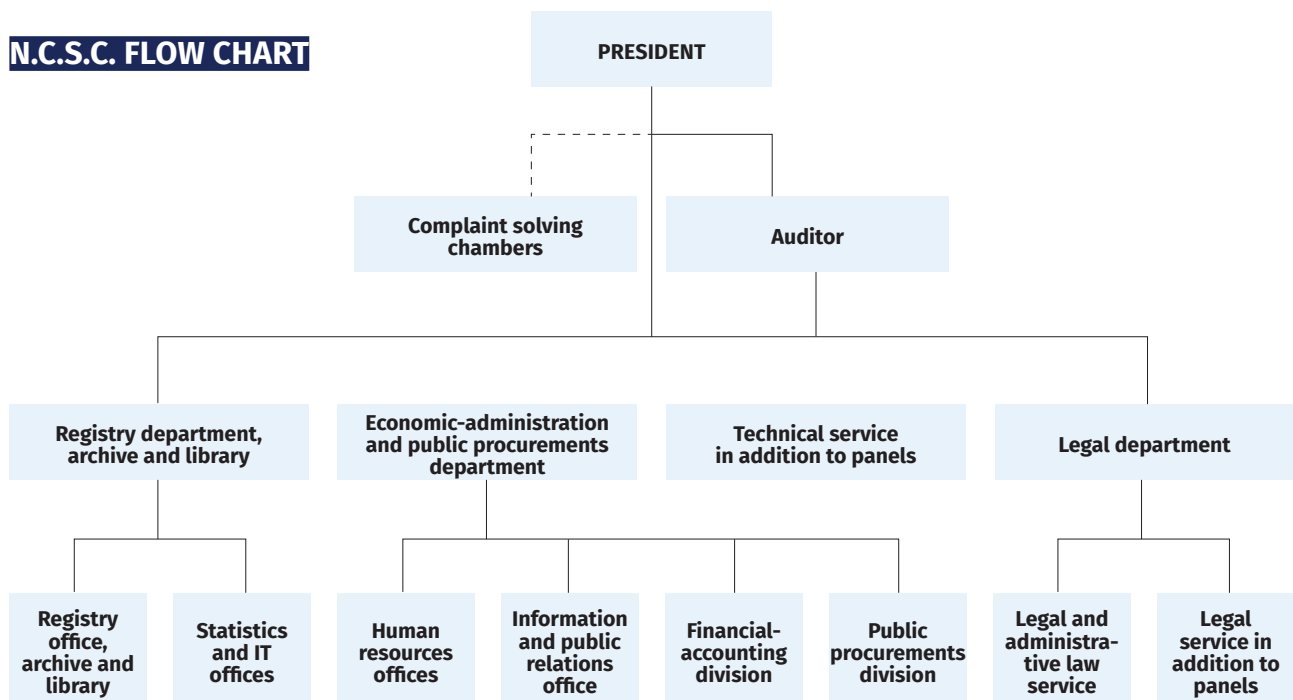 N.C.S.C. FLOW CHART
PRESIDENT
Complaint solving
chambers
Auditor
Registry department,
archive and library
Economic-administration
and public procurements
department
Technical service
in addition to panels
Legal department
Registry
office,
archive and
library
Statistics
and IT
offices
Human
resources
offices
Information
and public
relations
office
Financial-
accounting
division
Public
procurements
division
Legal and
administra-
tive law
service
Legal
service in
addition to
panels